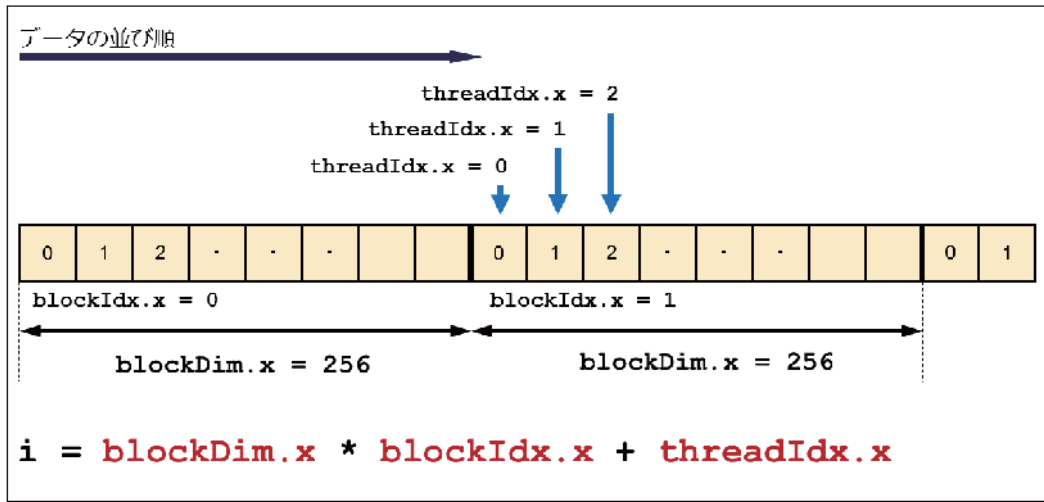 データの並び順
threadIdx.x = 2
threadIdx.x = 1
threadIdx.x = 0
0 1 2 - - - 0 1 2 - - - 0 1
blockIdx.x = 0 blockIdx.x = 1
blockDim.x = 256 blockDim.x = 256
i = blockDim.x * blockIdx.x + threadIdx.x